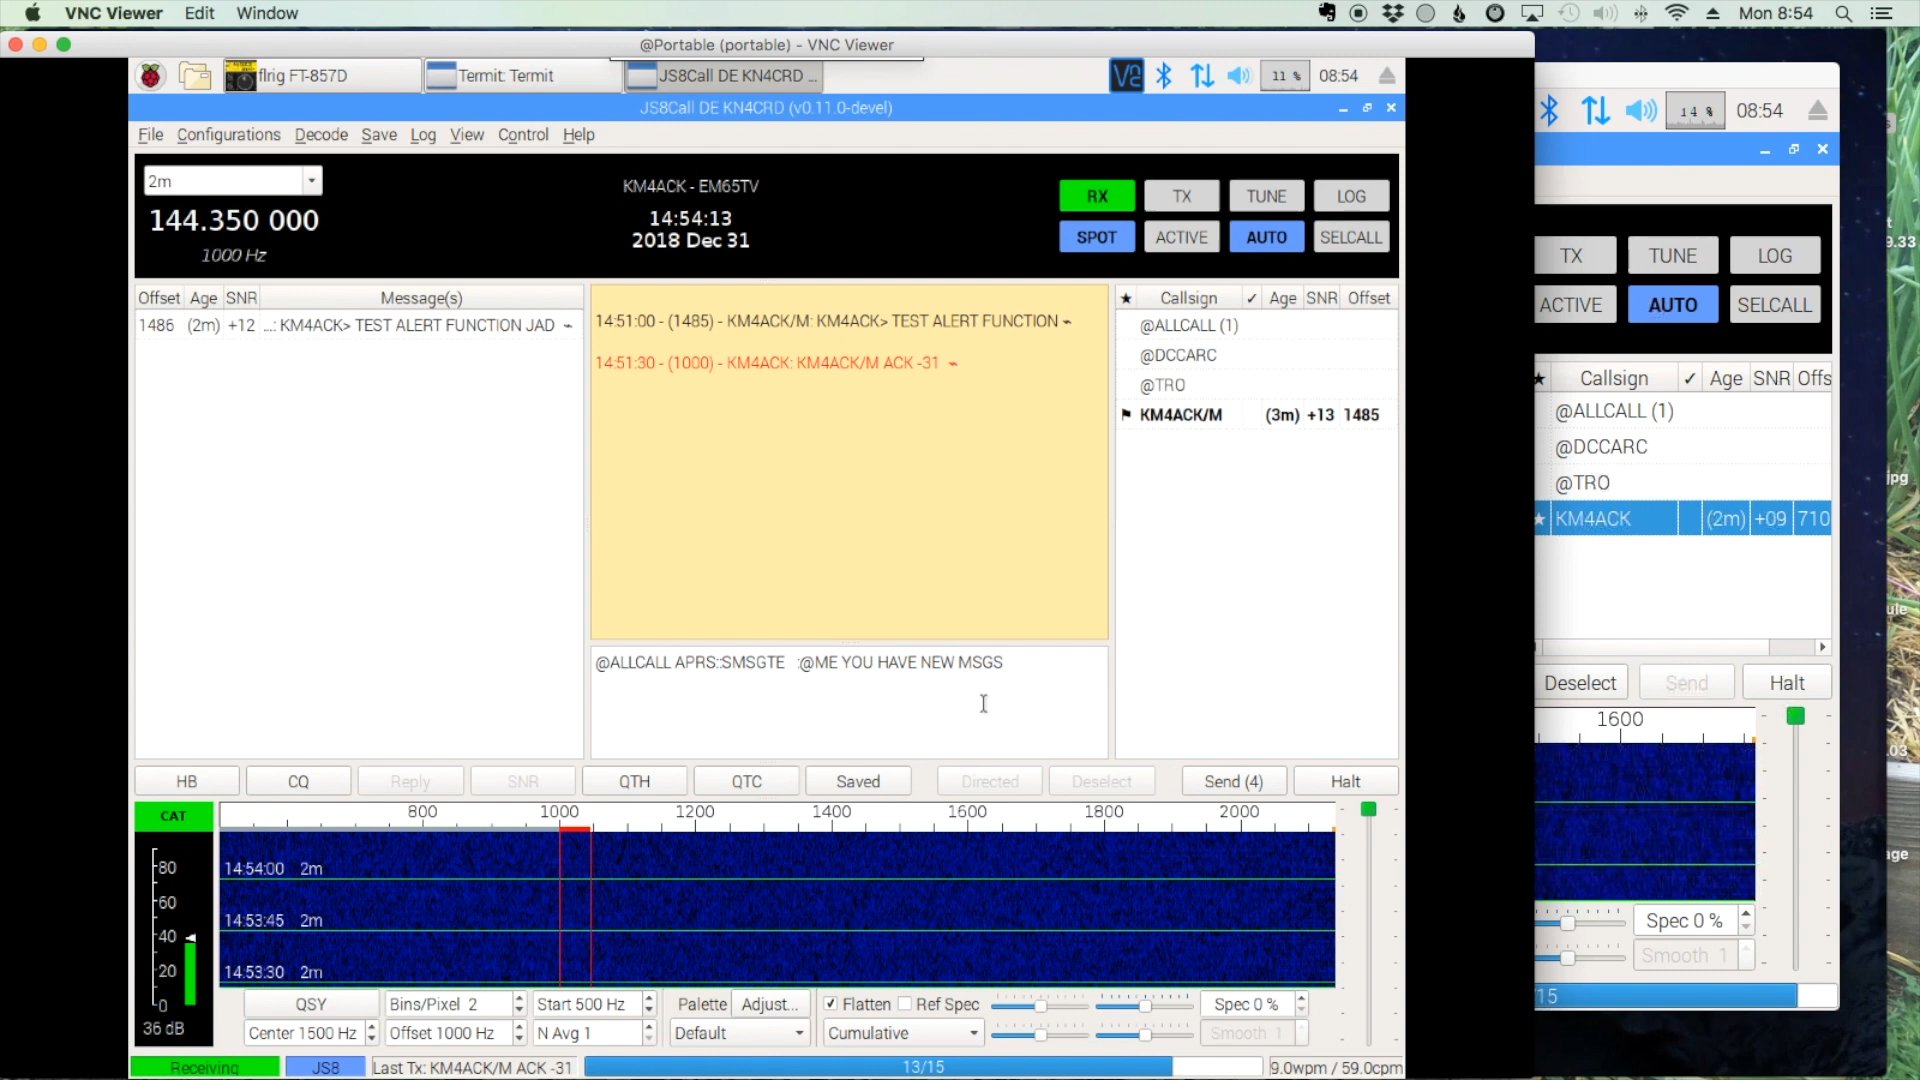 VNC Viewer Edit Window Mon 8:54
@Portable (portable) - VNC Viewer
flrig FT-857D Termit: Termit JS8Call DE KN4CRD ... 11 % 08:54
JS8Call DE KN4CRD (v0.11.0-devel)
File Configurations Decode Save Log View Control Help
2m
144.350 000
1000 Hz
KM4ACK - EM65TV
14:54:13
2018 Dec 31
RX TX TUNE LOG
SPOT ACTIVE AUTO SELCALL
Offset Age SNR Message(s)
1486 (2m) +12 ...: KM4ACK> TEST ALERT FUNCTION JAD ⌁
14:51:00 - (1485) - KM4ACK/M: KM4ACK> TEST ALERT FUNCTION ⌁
14:51:30 - (1000) - KM4ACK: KM4ACK/M ACK -31 ⌁
★ Callsign ✓ Age SNR Offset
@ALLCALL (1)
@DCCARC
@TRO
⚑ KM4ACK/M (3m) +13 1485
@ALLCALL APRS::SMSGTE   :@ME YOU HAVE NEW MSGS
HB CQ Reply SNR QTH QTC Saved Directed Deselect Send (4) Halt
CAT
800 1000 1200 1400 1600 1800 2000
14:54:00 2m
14:53:45 2m
14:53:30 2m
80
60
40
20
0
36 dB
QSY Bins/Pixel 2 Start 500 Hz Palette Adjust... ✓ Flatten Ref Spec Spec 0 %
Center 1500 Hz Offset 1000 Hz N Avg 1 Default Cumulative Smooth 1
Receiving JS8 Last Tx: KM4ACK/M ACK -31 13/15 9.0wpm / 59.0cpm
14 % 08:54
TX TUNE LOG
ACTIVE AUTO SELCALL
★ Callsign ✓ Age SNR Offs
@ALLCALL (1)
@DCCARC
@TRO
★ KM4ACK (2m) +09 710
Deselect Send Halt
1600
Spec 0 %
Smooth 1
/15
9.33
jpg
ule
.03
age